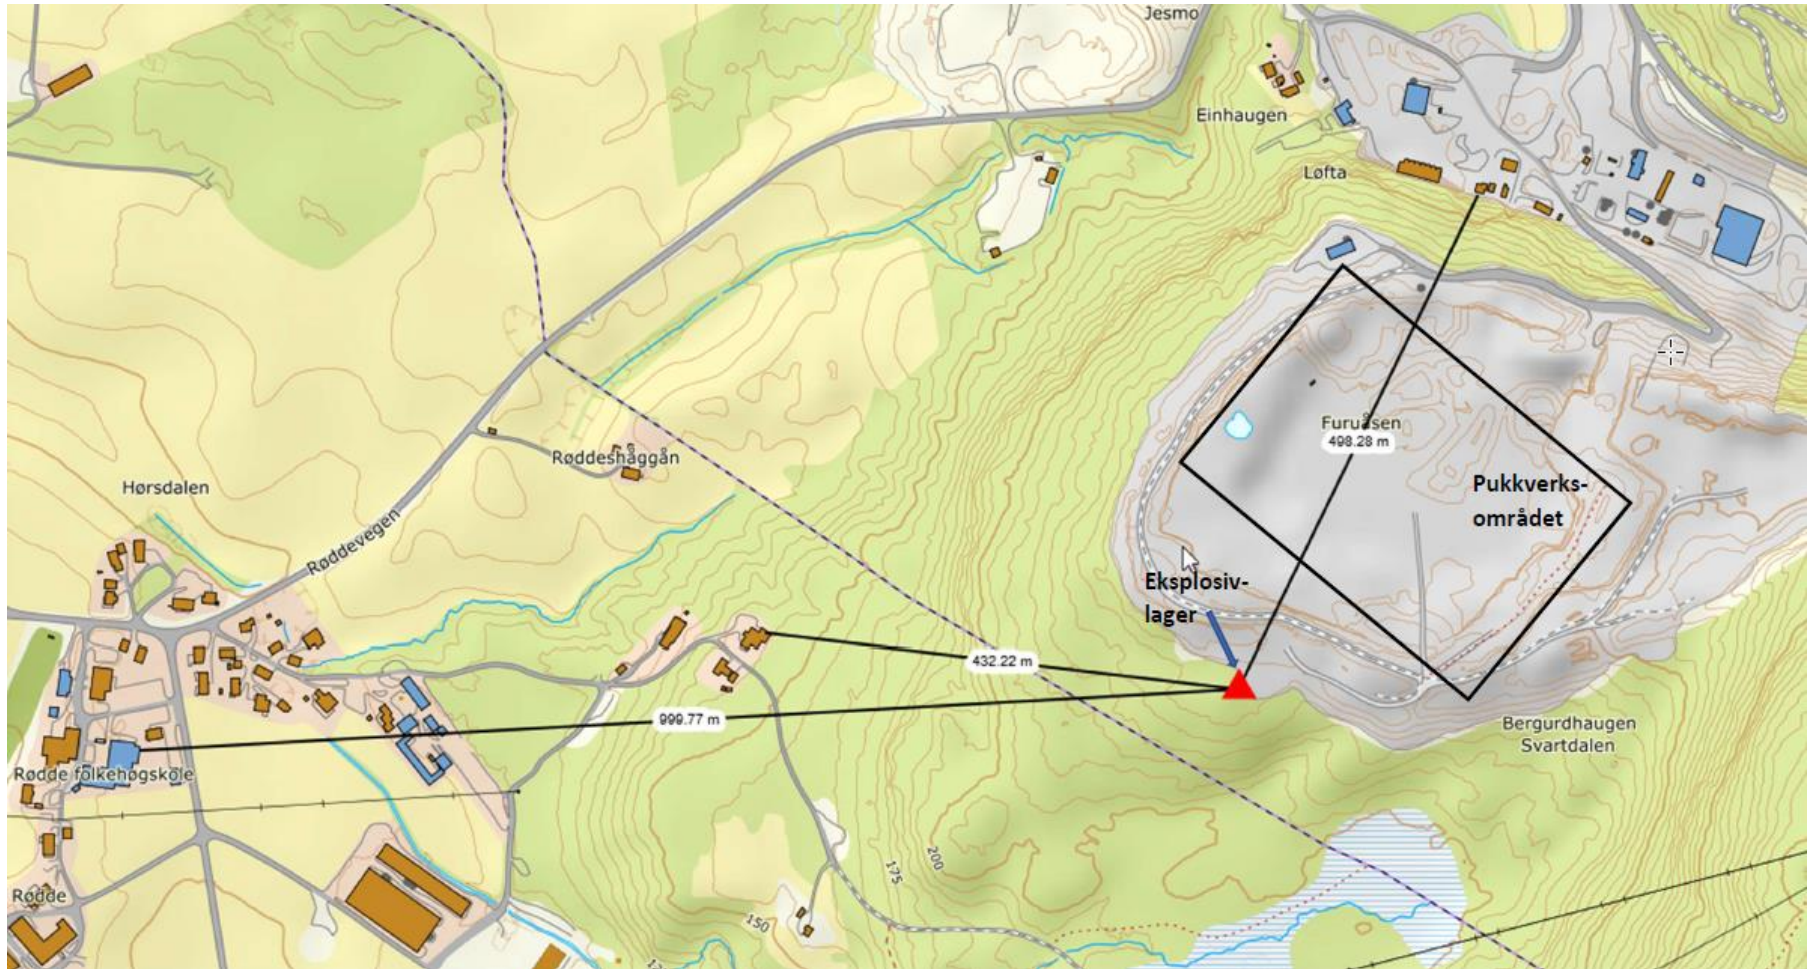 Jesmo
Einhaugen
Løfta
Furuåsen
498.28 m
Røddeshåggån
Pukkverks-
området
Hørsdalen
Røddevegen
Eksplosiv-
lager
432.22 m
999.77 m
Bergurdhaugen
Svartdalen
Rødde folkehøgskole
200
175
Rødde
150